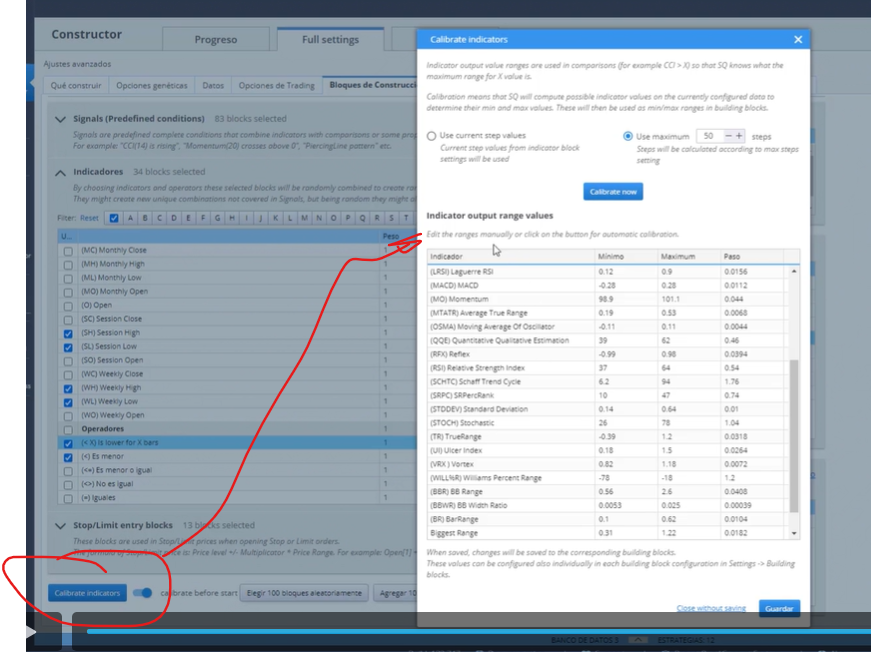 Constructor
Progreso
Full settings
Ajustes avanzados
Qué construir
Opciones genéticas
Datos
Opciones de Trading
Bloques de Construcci
Signals (Predefined conditions) 83 blocks selected
Signals are predefined complete conditions that combine indicators with comparisons or some prop
For example: "CCI(14) is rising", "Momentum(20) crosses above 0", "PiercingLine pattern" etc.
Indicadores 34 blocks selected
By choosing indicators and operators these selected blocks will be randomly combined to create ra
They might create new unique combinations not covered in Signals, but being random they might
Filter: Reset A B C D E F G H I J K L M N O P Q R S T
U... Peso
(MC) Monthly Close 1
(MH) Monthly High 1
(ML) Monthly Low 1
(MO) Monthly Open 1
(O) Open 1
(SC) Session Close 1
(SH) Session High 1
(SL) Session Low 1
(SO) Session Open 1
(WC) Weekly Close 1
(WH) Weekly High 1
(WL) Weekly Low 1
(WO) Weekly Open 1
Operadores
(< X) Is lower for X bars 1
(<) Es menor 1
(<=) Es menor o igual 1
(<>) No es igual 1
(=) Iguales 1
Stop/Limit entry blocks 13 blocks selected
These blocks are used in Stop/Limit prices when opening Stop or Limit orders.
The formula of Stop/Limit price is: Price level +/- Multiplicator * Price Range. For example: Open[1] +
Calibrate indicators
calibrate before start
Elegir 100 bloques aleatoriamente
Agregar 10
Calibrate indicators
Indicator output value ranges are used in comparisons (for example CCI > X) so that SQ knows what the
maximum range for X value is.
Calibration means that SQ will compute possible indicator values on the currently configured data to
determine their min and max values. These will then be used as min/max ranges in building blocks.
Use current step values
Current step values from indicator block
settings will be used
Use maximum 50 − + steps
Steps will be calculated according to max steps
setting
Calibrate now
Indicator output range values
Edit the ranges manually or click on the button for automatic calibration.
Indicador Mínimo Maximum Paso
(LRSI) Laguerre RSI 0.12 0.9 0.0156
(MACD) MACD -0.28 0.28 0.0112
(MO) Momentum 98.9 101.1 0.044
(MTATR) Average True Range 0.19 0.53 0.0068
(OSMA) Moving Average Of Oscillator -0.11 0.11 0.0044
(QQE) Quantitative Qualitative Estimation 39 62 0.46
(RFX) Reflex -0.99 0.98 0.0394
(RSI) Relative Strength Index 37 64 0.54
(SCHTC) Schaff Trend Cycle 6.2 94 1.76
(SRPC) SRPercRank 10 47 0.74
(STDDEV) Standard Deviation 0.14 0.64 0.01
(STOCH) Stochastic 26 78 1.04
(TR) TrueRange -0.39 1.2 0.0318
(UI) Ulcer Index 0.18 1.5 0.0264
(VRX ) Vortex 0.82 1.18 0.0072
(WILL%R) Williams Percent Range -78 -18 1.2
(BBR) BB Range 0.56 2.6 0.0408
(BBWR) BB Width Ratio 0.0053 0.025 0.00039
(BR) BarRange 0.1 0.62 0.0104
Biggest Range 0.31 1.22 0.0182
When saved, changes will be saved to the corresponding building blocks.
These values can be configured also individually in each building block configuration in Settings -> Building
blocks.
Close without saving
Guardar
BANCO DE DATOS
ESTRATEGIAS: 12